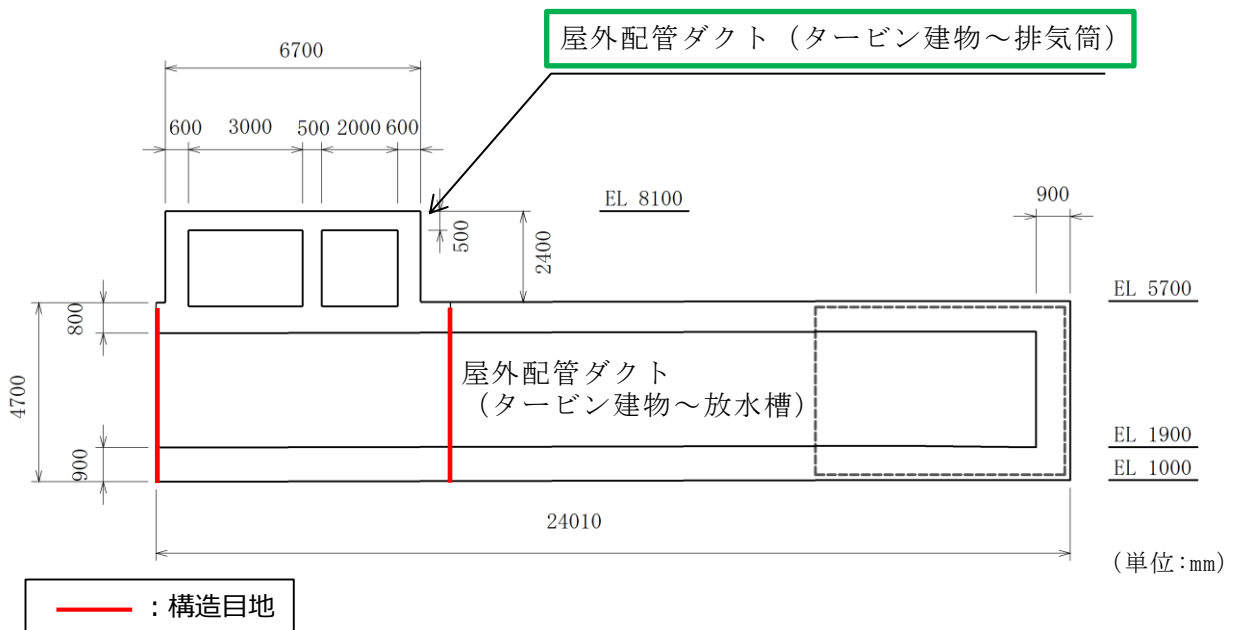 屋外配管ダクト（タービン建物～排気筒）
6700
600 3000 500 2000 600
EL 8100
900
500
2400
EL 5700
800
屋外配管ダクト
（タービン建物～放水槽）
4700
EL 1900
900
EL 1000
24010
（単位:mm）
：構造目地